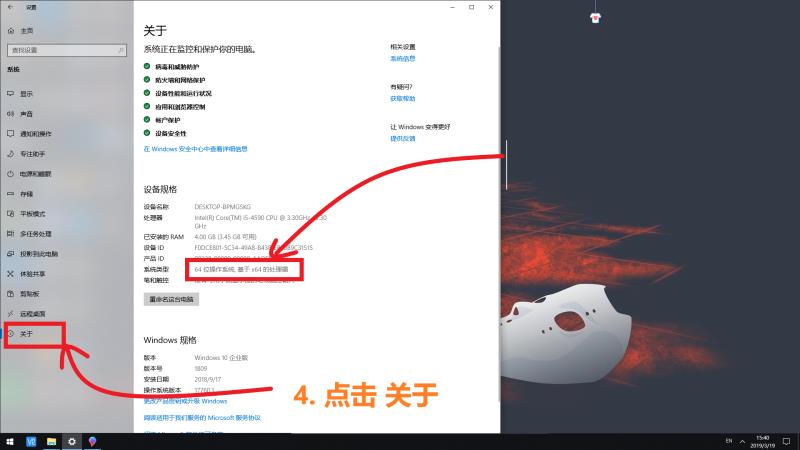 设置
关于
系统正在监控和保护你的电脑。
主页
查找设置
病毒和威胁防护
系统
防火墙和网络保护
设备性能和运行状况
显示
应用和浏览器控制
声音
帐户保护
通知和操作
设备安全性
专注助手
在 Windows 安全中心中查看详细信息
电源和睡眠
相关设置
系统信息
有疑问?
获取帮助
让 Windows 变得更好
提供反馈
存储
设备规格
平板模式
设备名称 DESKTOP-BPMG5KG
多任务处理
处理器 Intel(R) Core(TM) i5-4590 CPU @ 3.30GHz
GHz
已安装的 RAM 4.00 GB (3.45 GB 可用)
投影到此电脑
设备 ID
产品 ID
体验共享
系统类型 64 位操作系统, 基于 x64 的处理器
笔和触控
剪贴板
重命名这台电脑
远程桌面
关于
Windows 规格
版本 Windows 10 企业版
版本号 1809
安装日期 2018/9/17
操作系统版本
更改产品密钥或升级 Windows
4. 点击 关于
阅读适用于我们服务的 Microsoft 服务协议
EN
15:40
2019/3/19